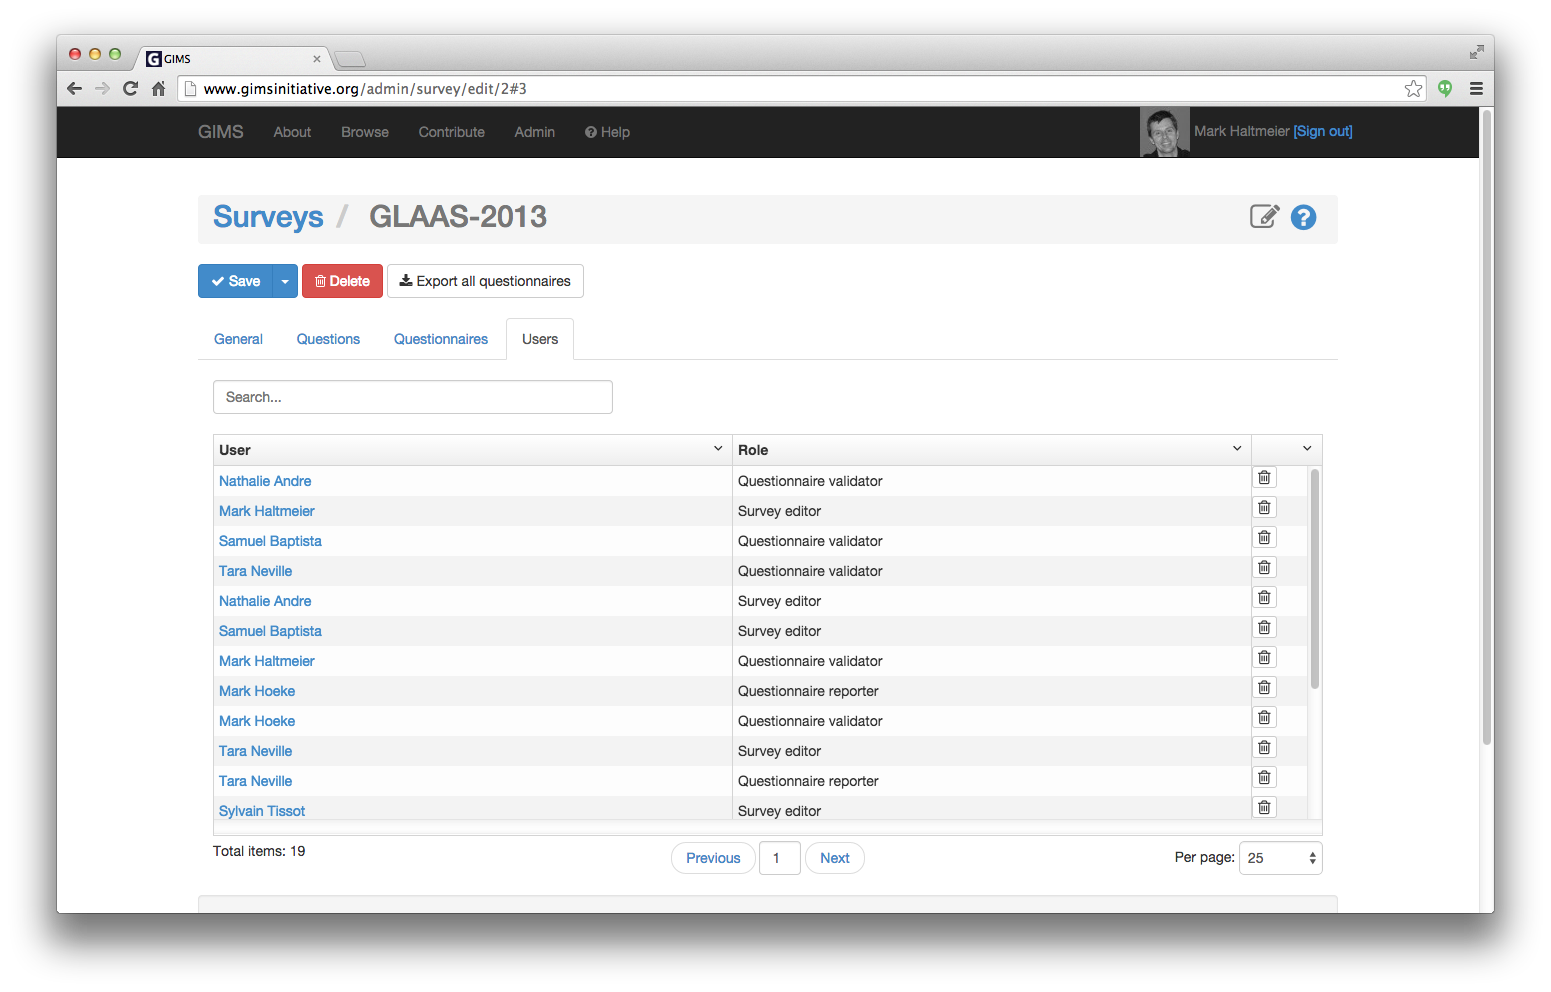 GIMS
www.gimsinitiative.org/admin/survey/edit/2#3
GIMS About Browse Contribute Admin Help Mark Haltmeier [Sign out]
Surveys / GLAAS-2013
Save Delete Export all questionnaires
General Questions Questionnaires Users
Search...
User Role
Nathalie Andre Questionnaire validator
Mark Haltmeier Survey editor
Samuel Baptista Questionnaire validator
Tara Neville Questionnaire validator
Nathalie Andre Survey editor
Samuel Baptista Survey editor
Mark Haltmeier Questionnaire validator
Mark Hoeke Questionnaire reporter
Mark Hoeke Questionnaire validator
Tara Neville Survey editor
Tara Neville Questionnaire reporter
Sylvain Tissot Survey editor
Total items: 19 Previous 1 Next Per page: 25